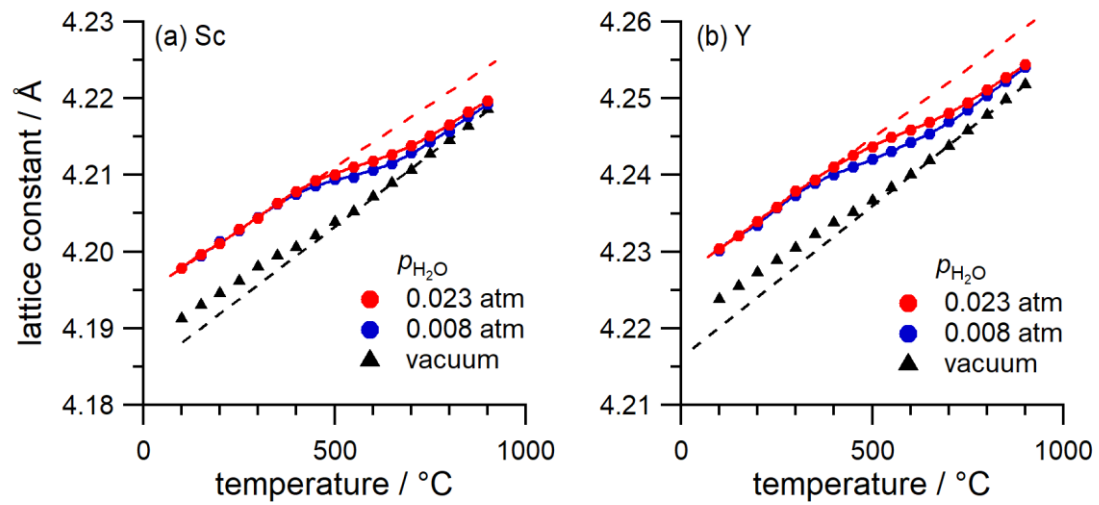 lattice constant / Å
(a) Sc
4.23
4.22
4.21
4.20
4.19
4.18
pH₂O
0.023 atm
0.008 atm
vacuum
0
500
1000
temperature / °C
(b) Y
4.26
4.25
4.24
4.23
4.22
4.21
pH₂O
0.023 atm
0.008 atm
vacuum
0
500
1000
temperature / °C